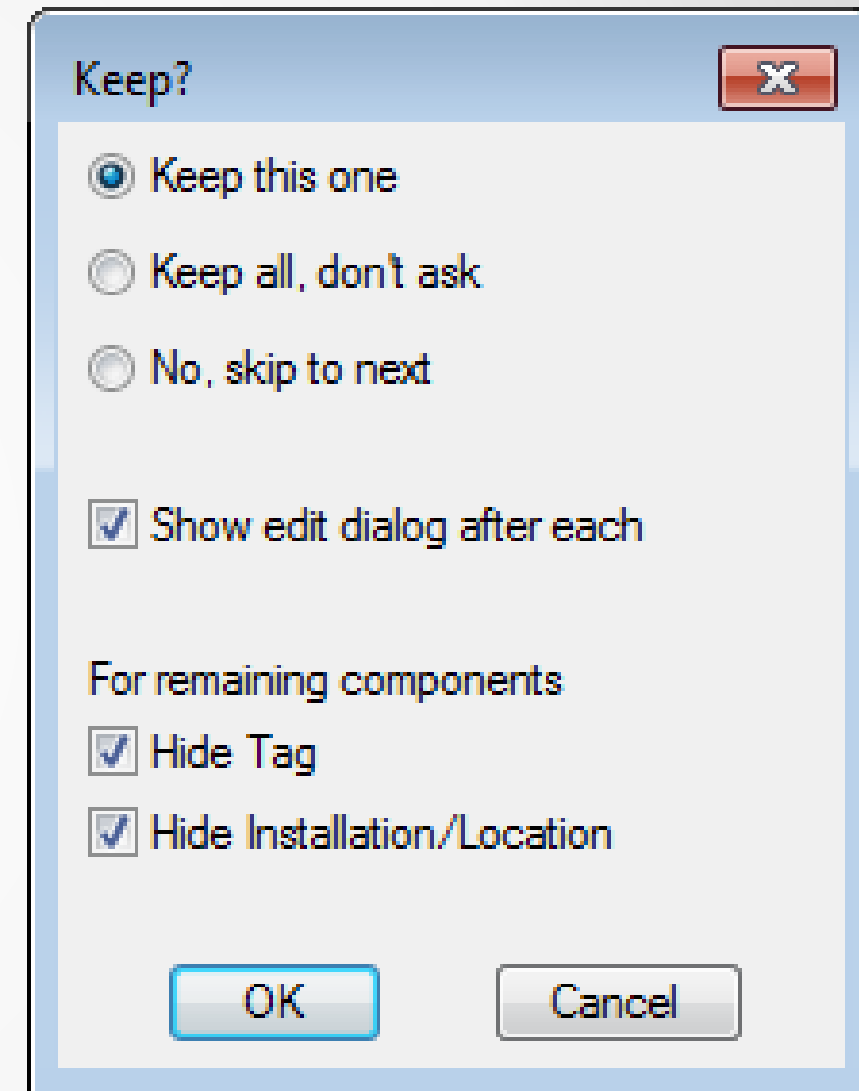 Keep?
Keep this one
Keep all, don't ask
No, skip to next
Show edit dialog after each
For remaining components
Hide Tag
Hide Installation/Location
OK
Cancel